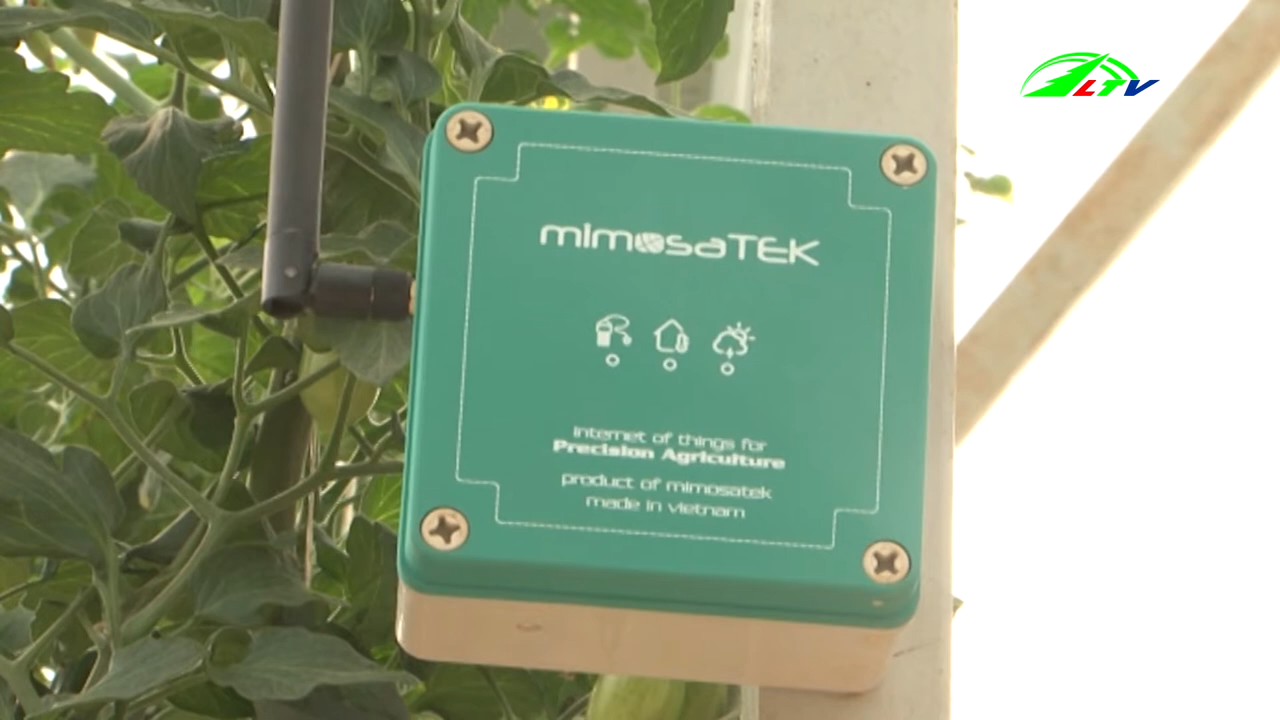 LTV
mimosaTEK
internet of things for
Precision Agriculture
product of mimosatek
made in vietnam